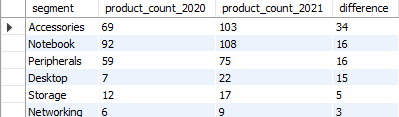 segment product_count_2020 product_count_2021 difference
Accessories 69 103 34
Notebook 92 108 16
Peripherals 59 75 16
Desktop 7 22 15
Storage 12 17 5
Networking 6 9 3